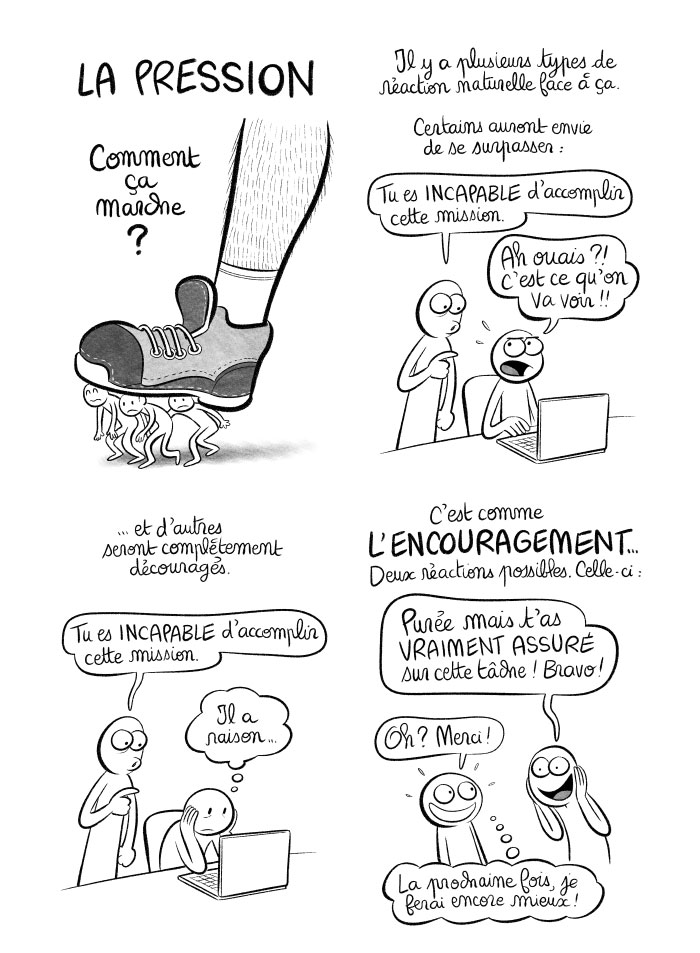 LA PRESSION
Comment
ça
marche
?
Il y a plusieurs types de
réaction naturelle face à ça.
Certains auront envie
de se surpasser :
Tu es INCAPABLE d'accomplir
cette mission.
Ah ouais ?!
C'est ce qu'on
va voir !!
... et d'autres
seront complètement
découragés.
Tu es INCAPABLE d'accomplir
cette mission.
Il a
raison...
C'est comme
L'ENCOURAGEMENT...
Deux réactions possibles. Celle-ci :
Purée mais t'as
VRAIMENT ASSURÉ
sur cette tâche ! Bravo !
Oh ? Merci !
La prochaine fois, je
ferai encore mieux !